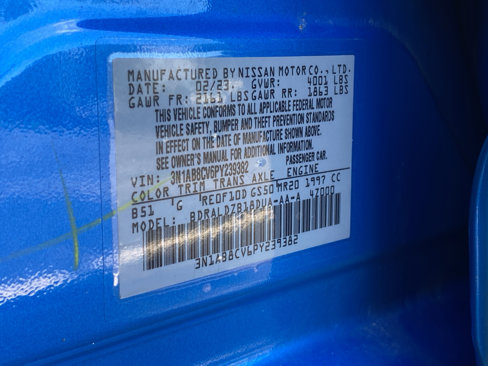 MANUFACTURED BY NISSAN MOTOR CO., LTD.
DATE: 02/23 GVWR: 4001 LBS
GAWR FR: 2161 LBS GAWR RR: 1863 LBS
THIS VEHICLE CONFORMS TO ALL APPLICABLE FEDERAL MOTOR
VEHICLE SAFETY, BUMPER AND THEFT PREVENTION STANDARDS
IN EFFECT ON THE DATE OF MANUFACTURE SHOWN ABOVE.
SEE OWNER'S MANUAL FOR ADDITIONAL INFORMATION
VIN: 3N1AB8CV6PY239382 PASSENGER CAR.
COLOR TRIM TRANS AXLE ENGINE
B51 G RE0F10D GS50 MR20 1997 CC
MODEL: BDRALDZB18DUA-AA-A 4Z000
3N1AB8CV6PY239382